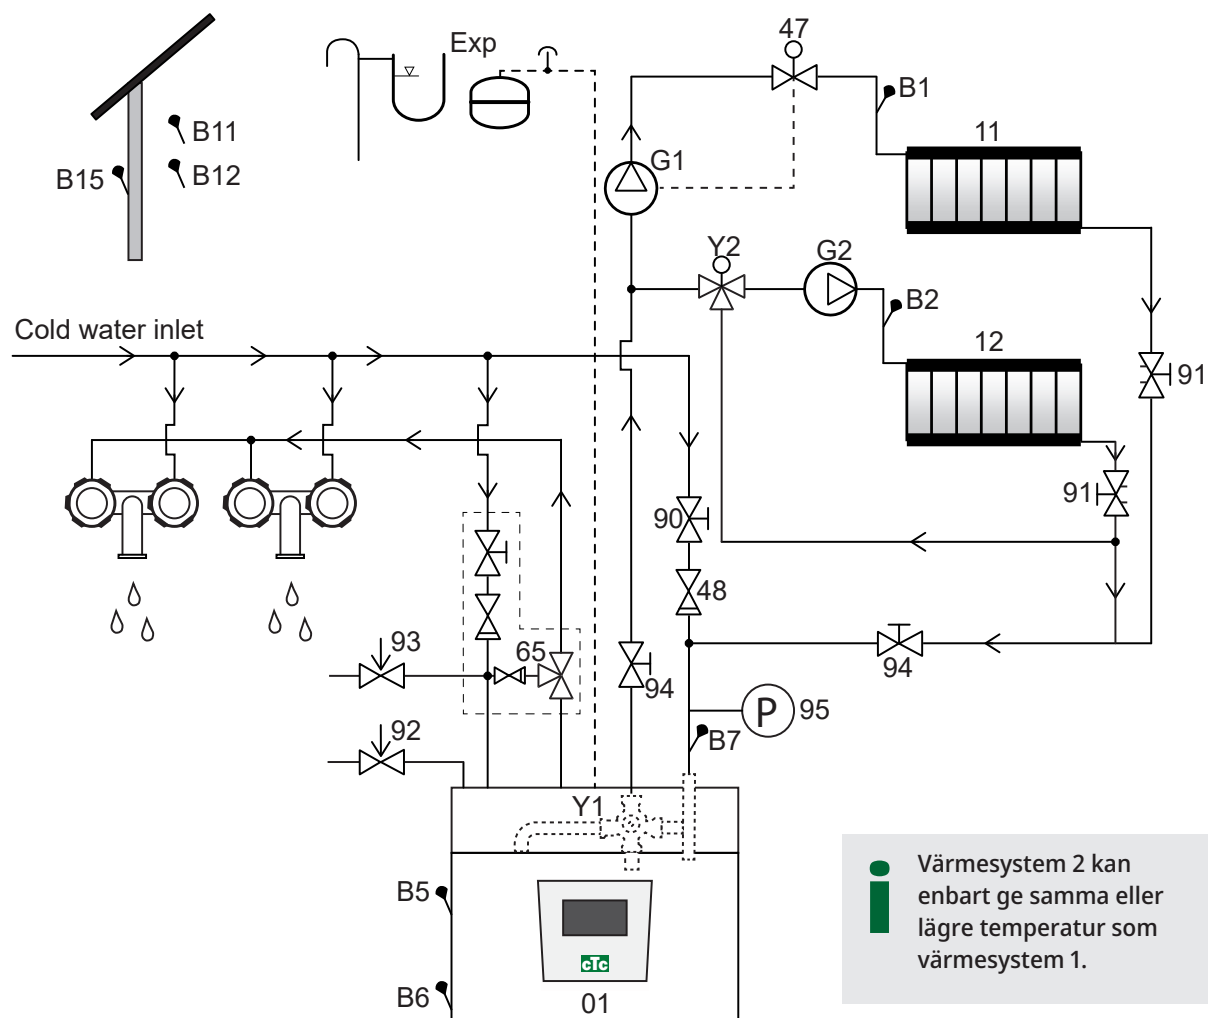 47
Exp
B1
B11
11
G1
B12
B15
Y2
G2
B2
Cold water inlet
12
91
91
90
48
93
65
94
94
P
95
92
B7
Y1
Värmesystem 2 kan
enbart ge samma eller
lägre temperatur som
värmesystem 1.
B5
cTc
B6
01